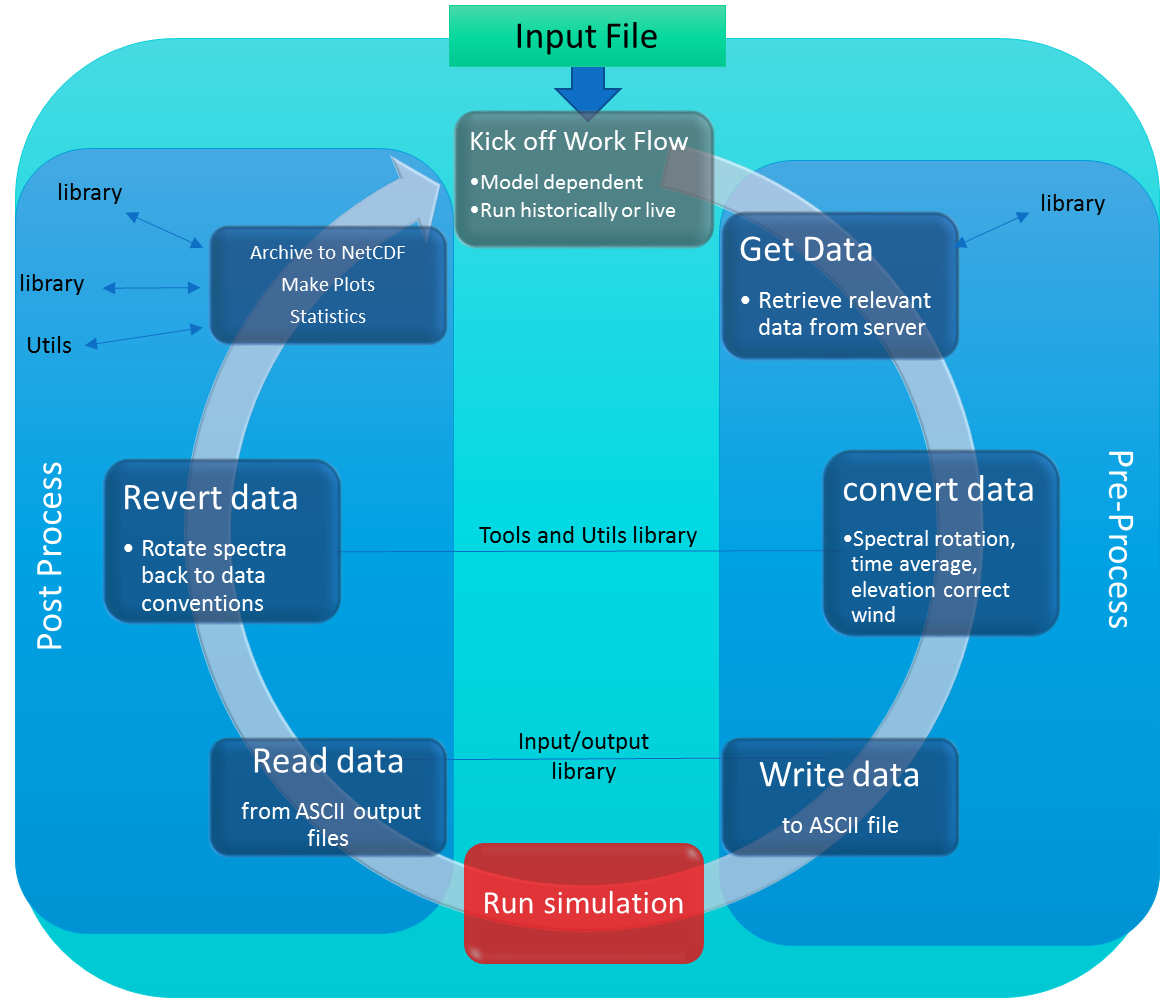 Input File
Kick off Work Flow
•Model dependent
•Run historically or live
library
library
Utils
Archive to NetCDF
Make Plots
Statistics
library
Get Data
• Retrieve relevant
data from server
Post Process
Revert data
• Rotate spectra
back to data
conventions
Tools and Utils library
convert data
•Spectral rotation,
time average,
elevation correct
wind
Pre-Process
Read data
from ASCII output
files
Input/output
library
Write data
to ASCII file
Run simulation